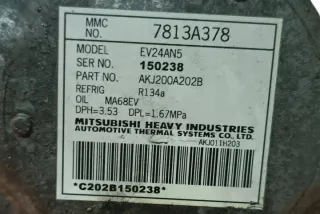 MMC NO. 7813A378
MODEL EV24AN5
SER NO. 150238
PART NO. AKJ200A202B
REFRIG R134a
OIL MA68EV
DPH=3.53 DPL=1.67MPa
MITSUBISHI HEAVY INDUSTRIES
AUTOMOTIVE THERMAL SYSTEMS CO., LTD.
AKJ011H203
*C202B150238*